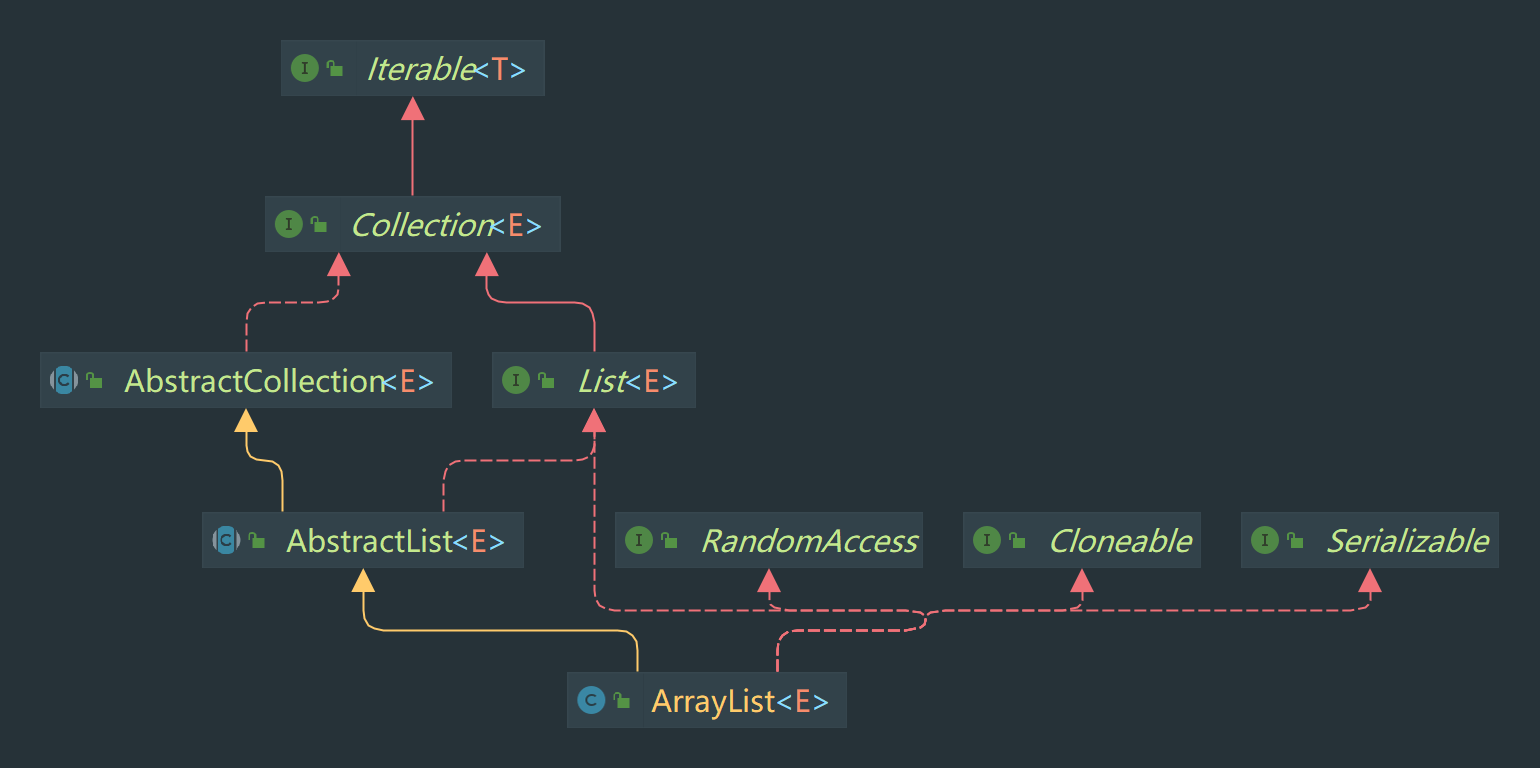 I Iterable<T>
I Collection<E>
C AbstractCollection<E>
I List<E>
C AbstractList<E>
I RandomAccess
I Cloneable
I Serializable
C ArrayList<E>